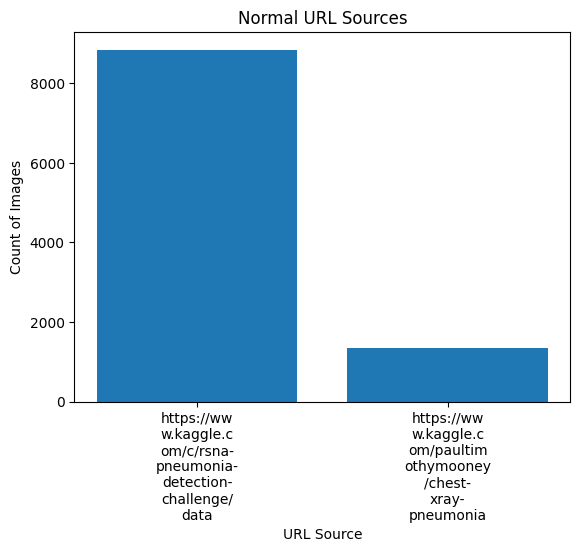 Normal URL Sources
Count of Images
8000
6000
4000
2000
0
https://ww
w.kaggle.c
om/c/rsna-
pneumonia-
detection-
challenge/
data
https://ww
w.kaggle.c
om/paultim
othymooney
/chest-
xray-
pneumonia
URL Source